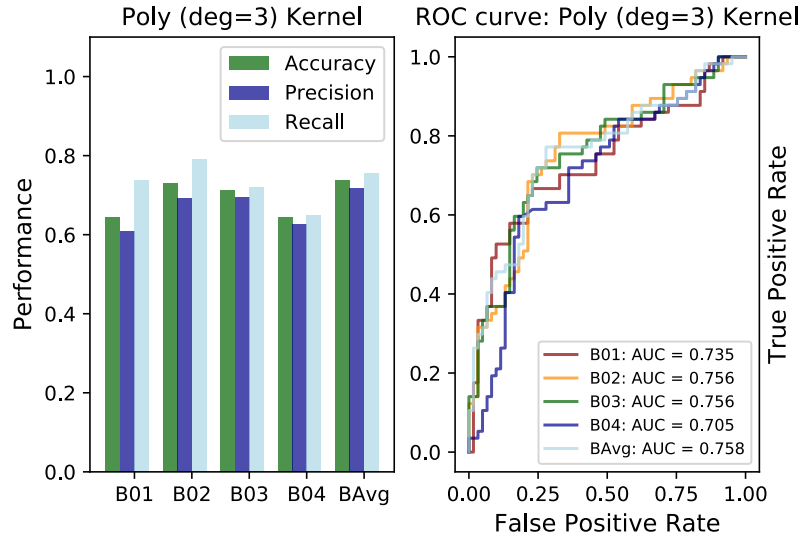 Poly (deg=3) Kernel
Performance
1.0
0.8
0.6
0.4
0.2
0.0
Accuracy
Precision
Recall
B01 B02 B03 B04 BAvg
ROC curve: Poly (deg=3) Kernel
1.0
0.8
0.6
0.4
0.2
0.0
B01: AUC = 0.735
B02: AUC = 0.756
B03: AUC = 0.756
B04: AUC = 0.705
BAvg: AUC = 0.758
0.00 0.25 0.50 0.75 1.00
False Positive Rate
True Positive Rate